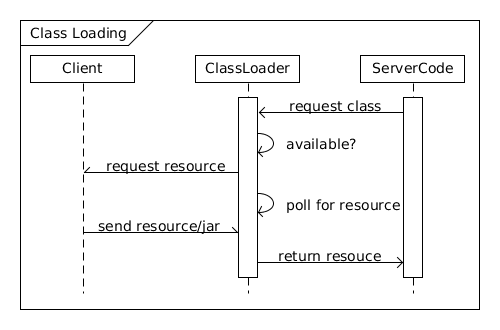 Class Loading
Client
ClassLoader
ServerCode
request class
available?
request resource
poll for resource
send resource/jar
return resouce